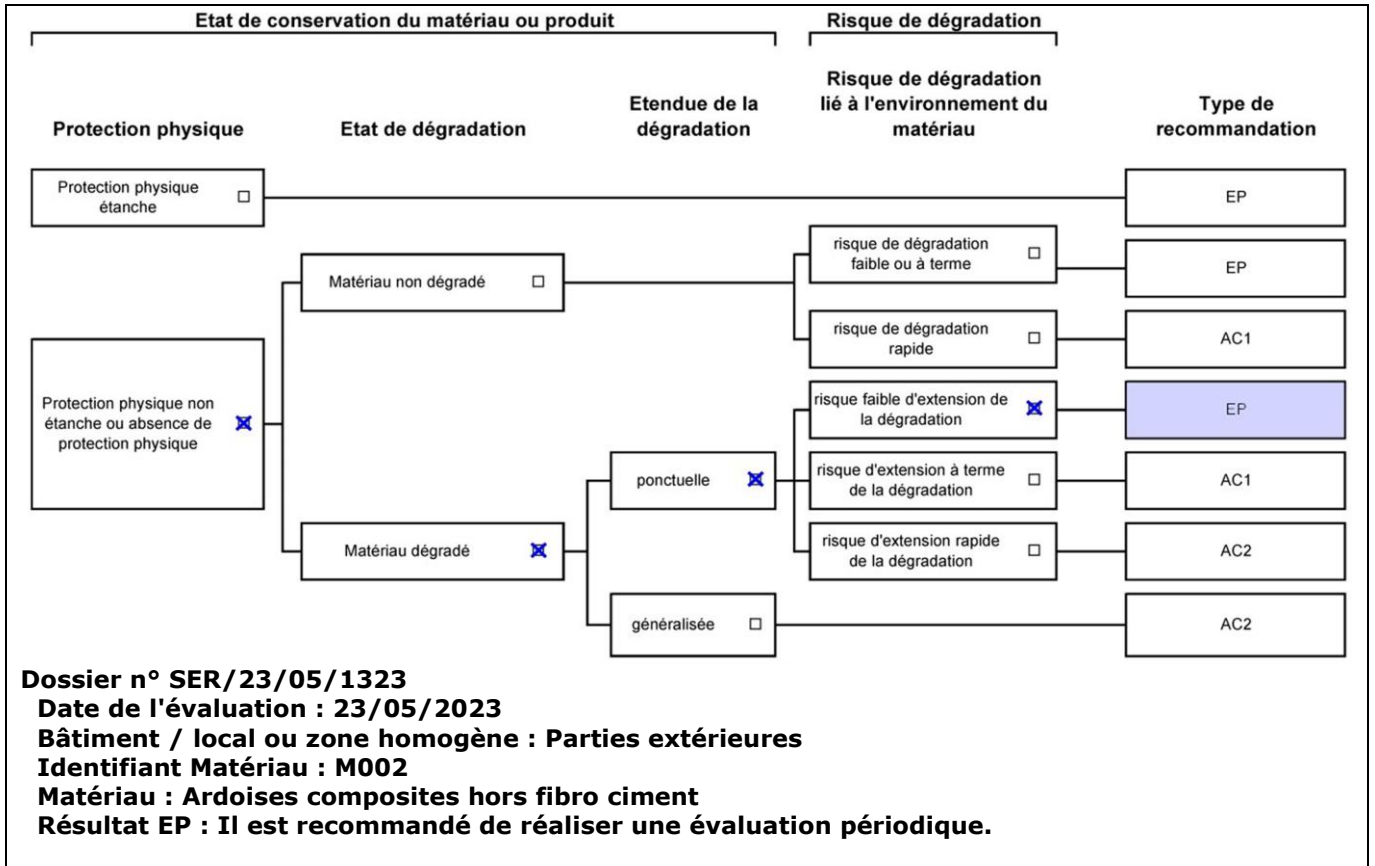 Etat de conservation du matériau ou produit
Risque de dégradation
Protection physique
Etat de dégradation
Etendue de la
dégradation
Risque de dégradation
lié à l'environnement du
matériau
Type de
recommandation
Protection physique
étanche
EP
Matériau non dégradé
risque de dégradation
faible ou à terme
EP
risque de dégradation
rapide
AC1
Protection physique non
étanche ou absence de
protection physique
risque faible d'extension de
la dégradation
EP
ponctuelle
risque d'extension à terme
de la dégradation
AC1
Matériau dégradé
risque d'extension rapide
de la dégradation
AC2
généralisée
AC2
Dossier n° SER/23/05/1323
Date de l'évaluation : 23/05/2023
Bâtiment / local ou zone homogène : Parties extérieures
Identifiant Matériau : M002
Matériau : Ardoises composites hors fibro ciment
Résultat EP : Il est recommandé de réaliser une évaluation périodique.